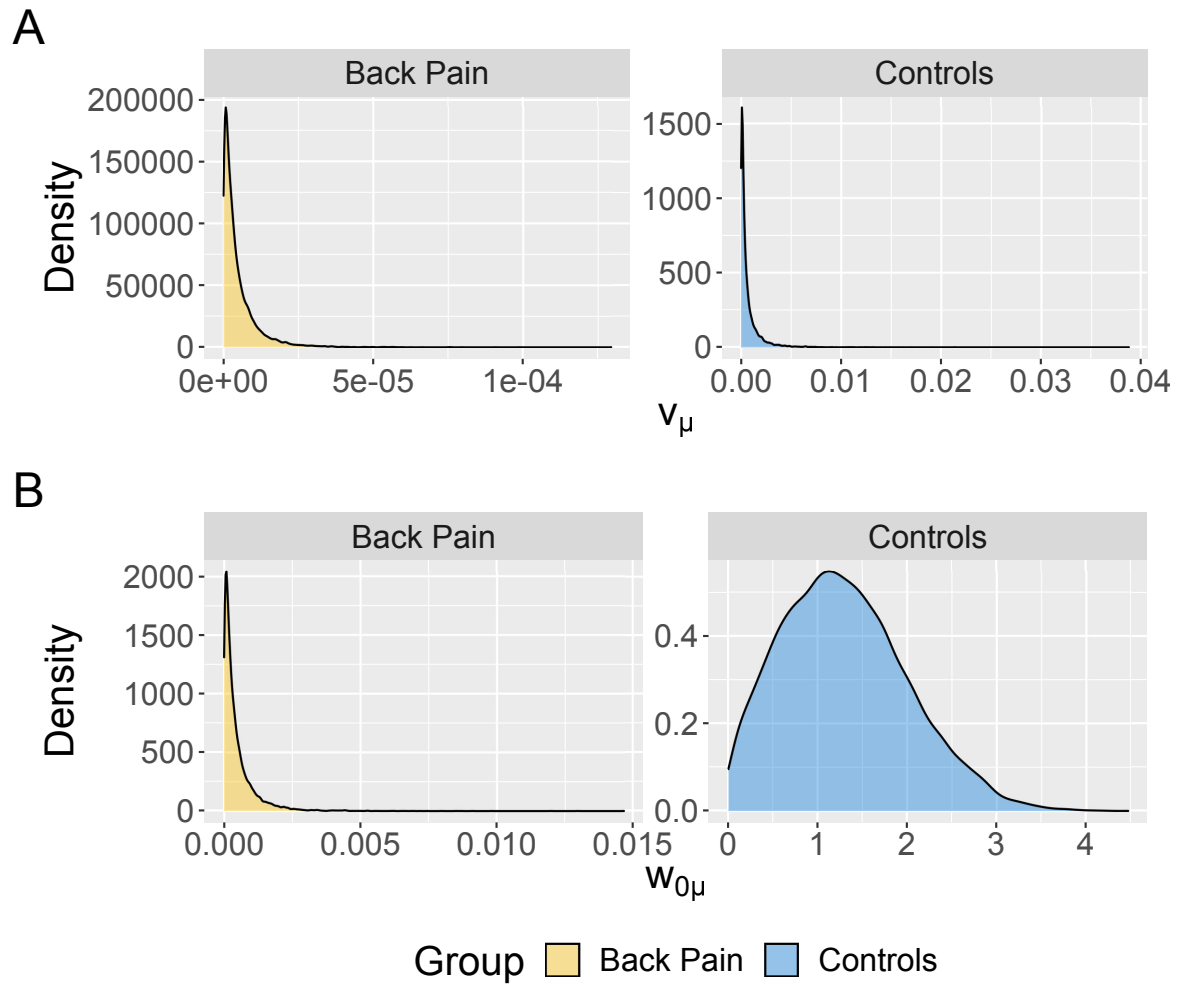 A
Back Pain
Controls
Density
200000
150000
100000
50000
0
0e+00
5e-05
1e-04
1500
1000
500
0
0.00
0.01
0.02
0.03
0.04
vμ
B
Back Pain
Controls
Density
2000
1500
1000
500
0
0.000
0.005
0.010
0.015
0.4
0.2
0.0
0
1
2
3
4
w0μ
Group Back Pain Controls